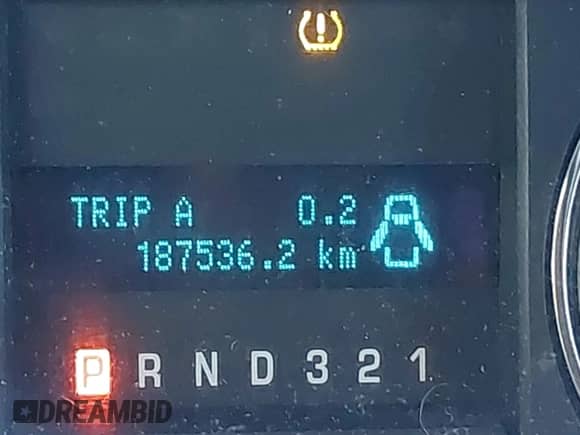 TRIP A 0.2
187536.2 km
P R N D 3 2 1
DREAMBID